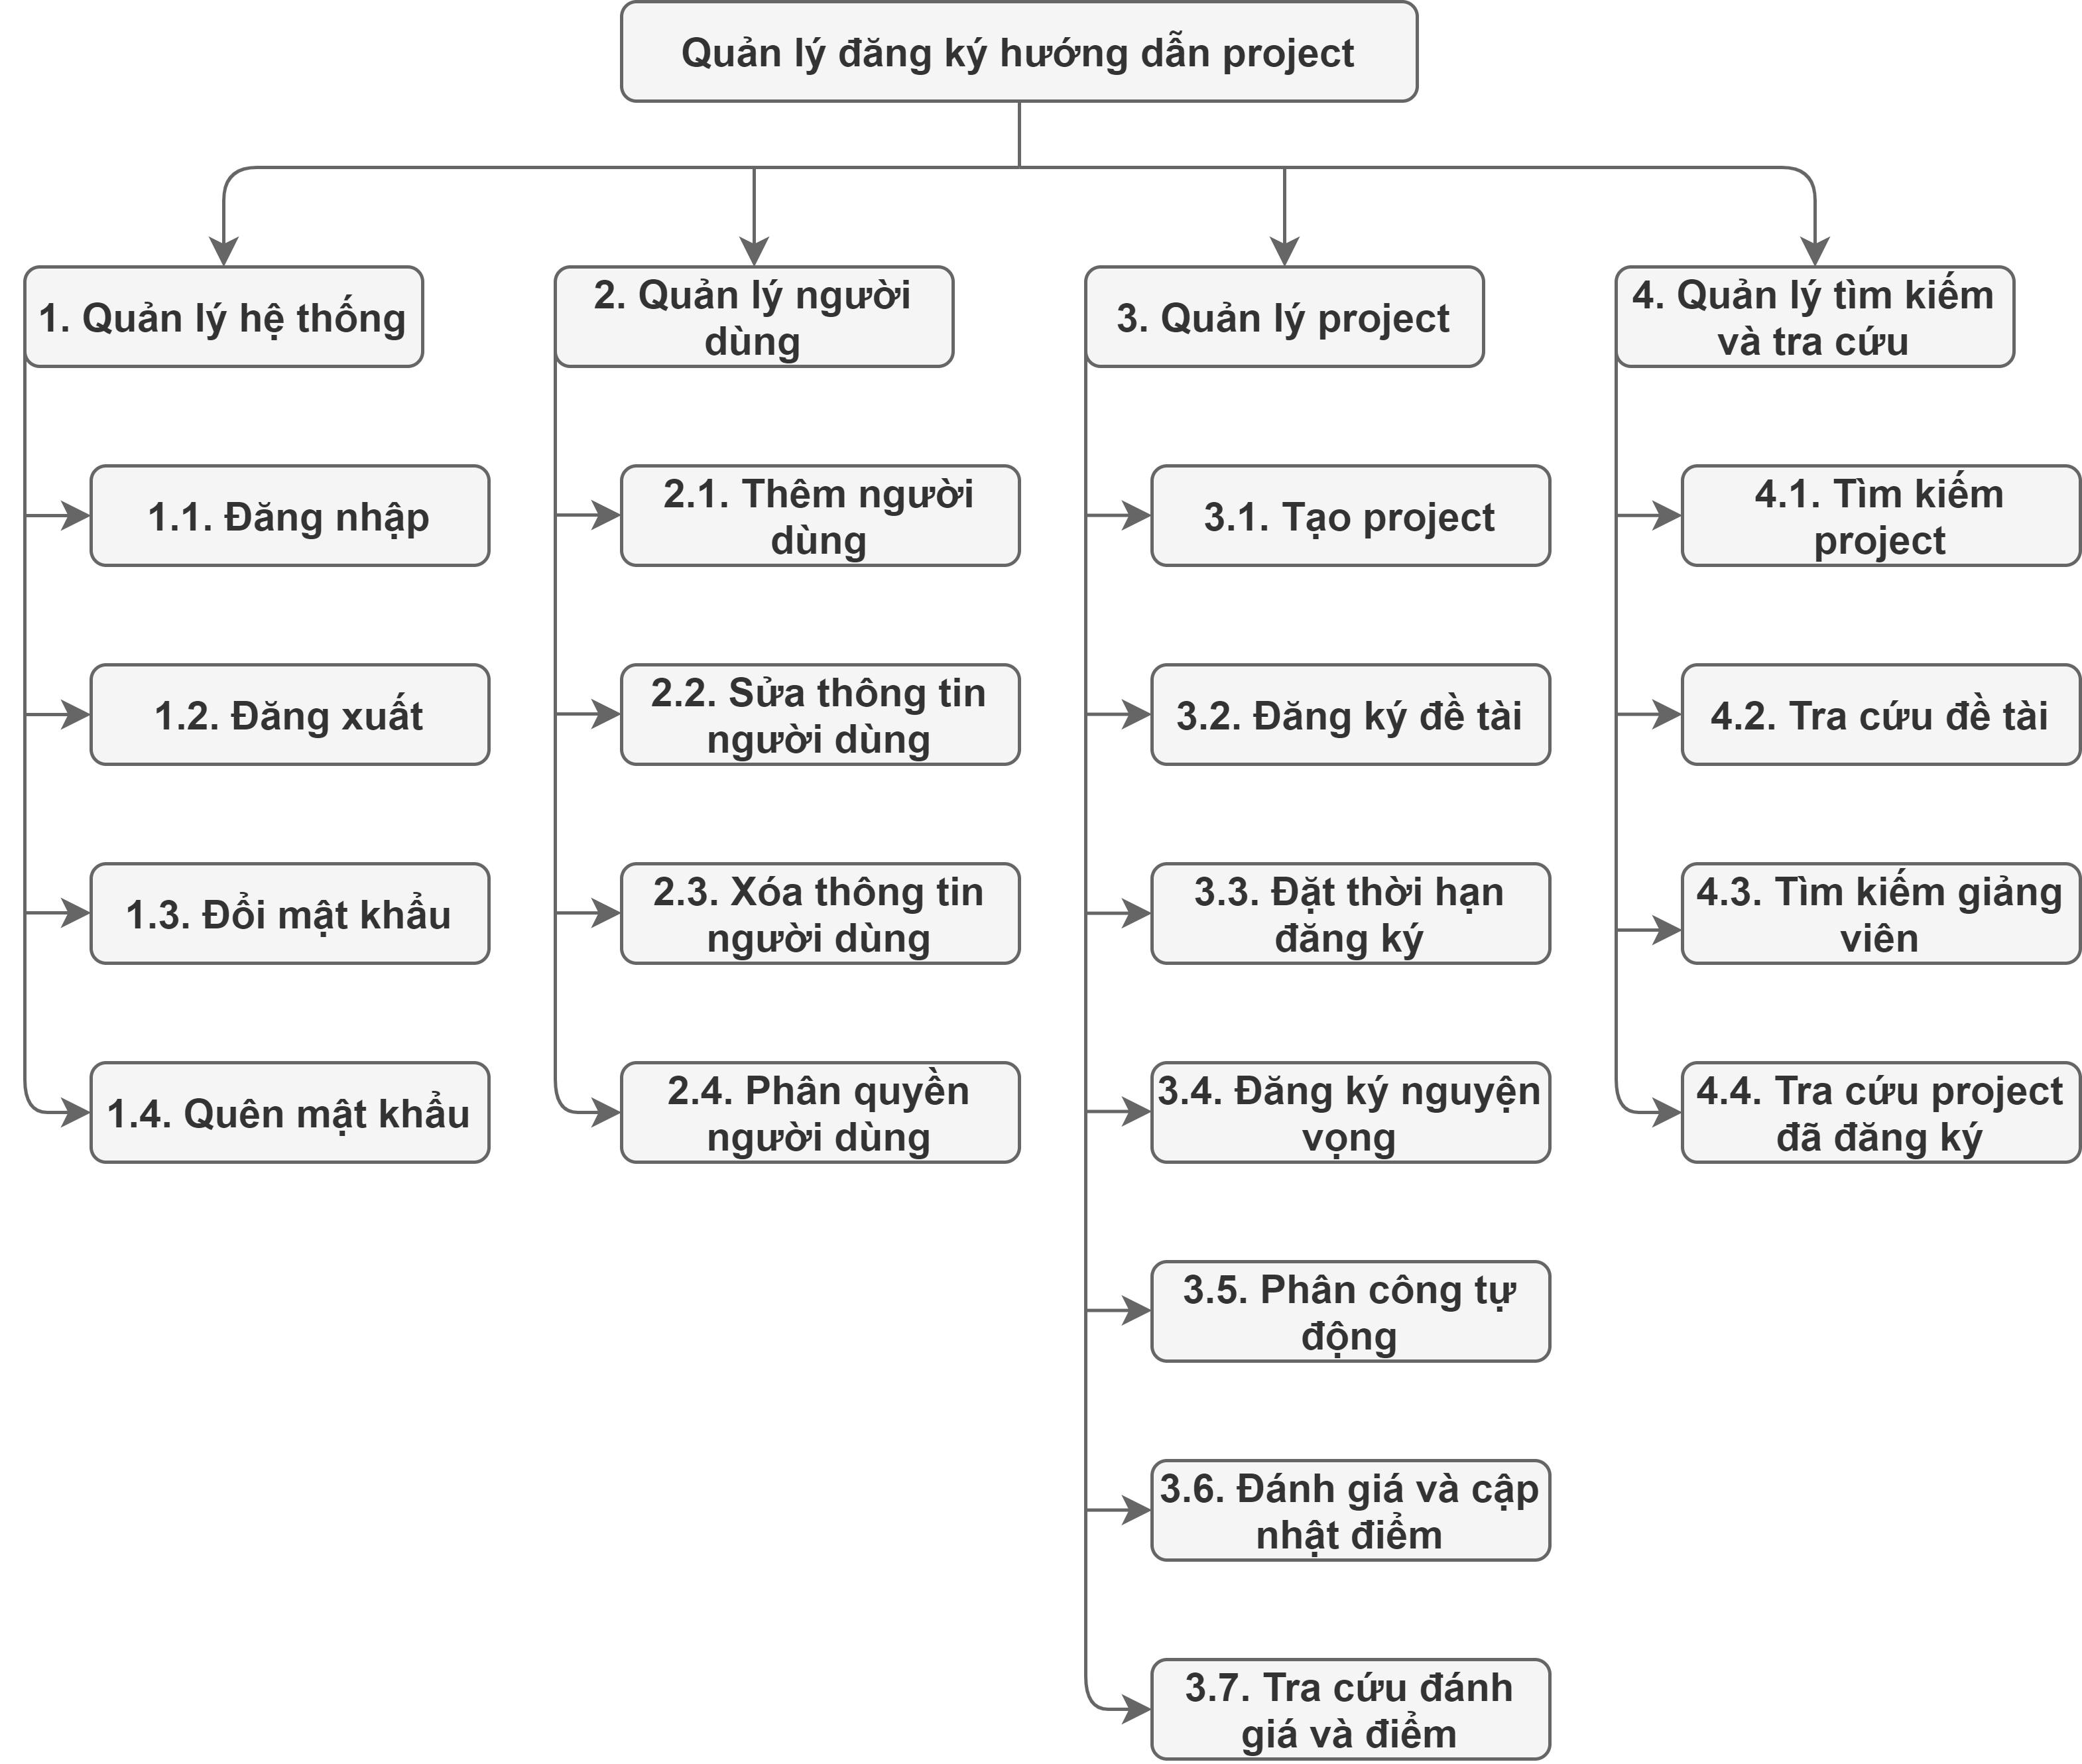 Quản lý đăng ký hướng dẫn project
1. Quản lý hệ thống
2. Quản lý người
dùng
3. Quản lý project
4. Quản lý tìm kiếm
và tra cứu
1.1. Đăng nhập
1.2. Đăng xuất
1.3. Đổi mật khẩu
1.4. Quên mật khẩu
2.1. Thêm người
dùng
2.2. Sửa thông tin
người dùng
2.3. Xóa thông tin
người dùng
2.4. Phân quyền
người dùng
3.1. Tạo project
3.2. Đăng ký đề tài
3.3. Đặt thời hạn
đăng ký
3.4. Đăng ký nguyện
vọng
3.5. Phân công tự
động
3.6. Đánh giá và cập
nhật điểm
3.7. Tra cứu đánh
giá và điểm
4.1. Tìm kiếm
project
4.2. Tra cứu đề tài
4.3. Tìm kiếm giảng
viên
4.4. Tra cứu project
đã đăng ký